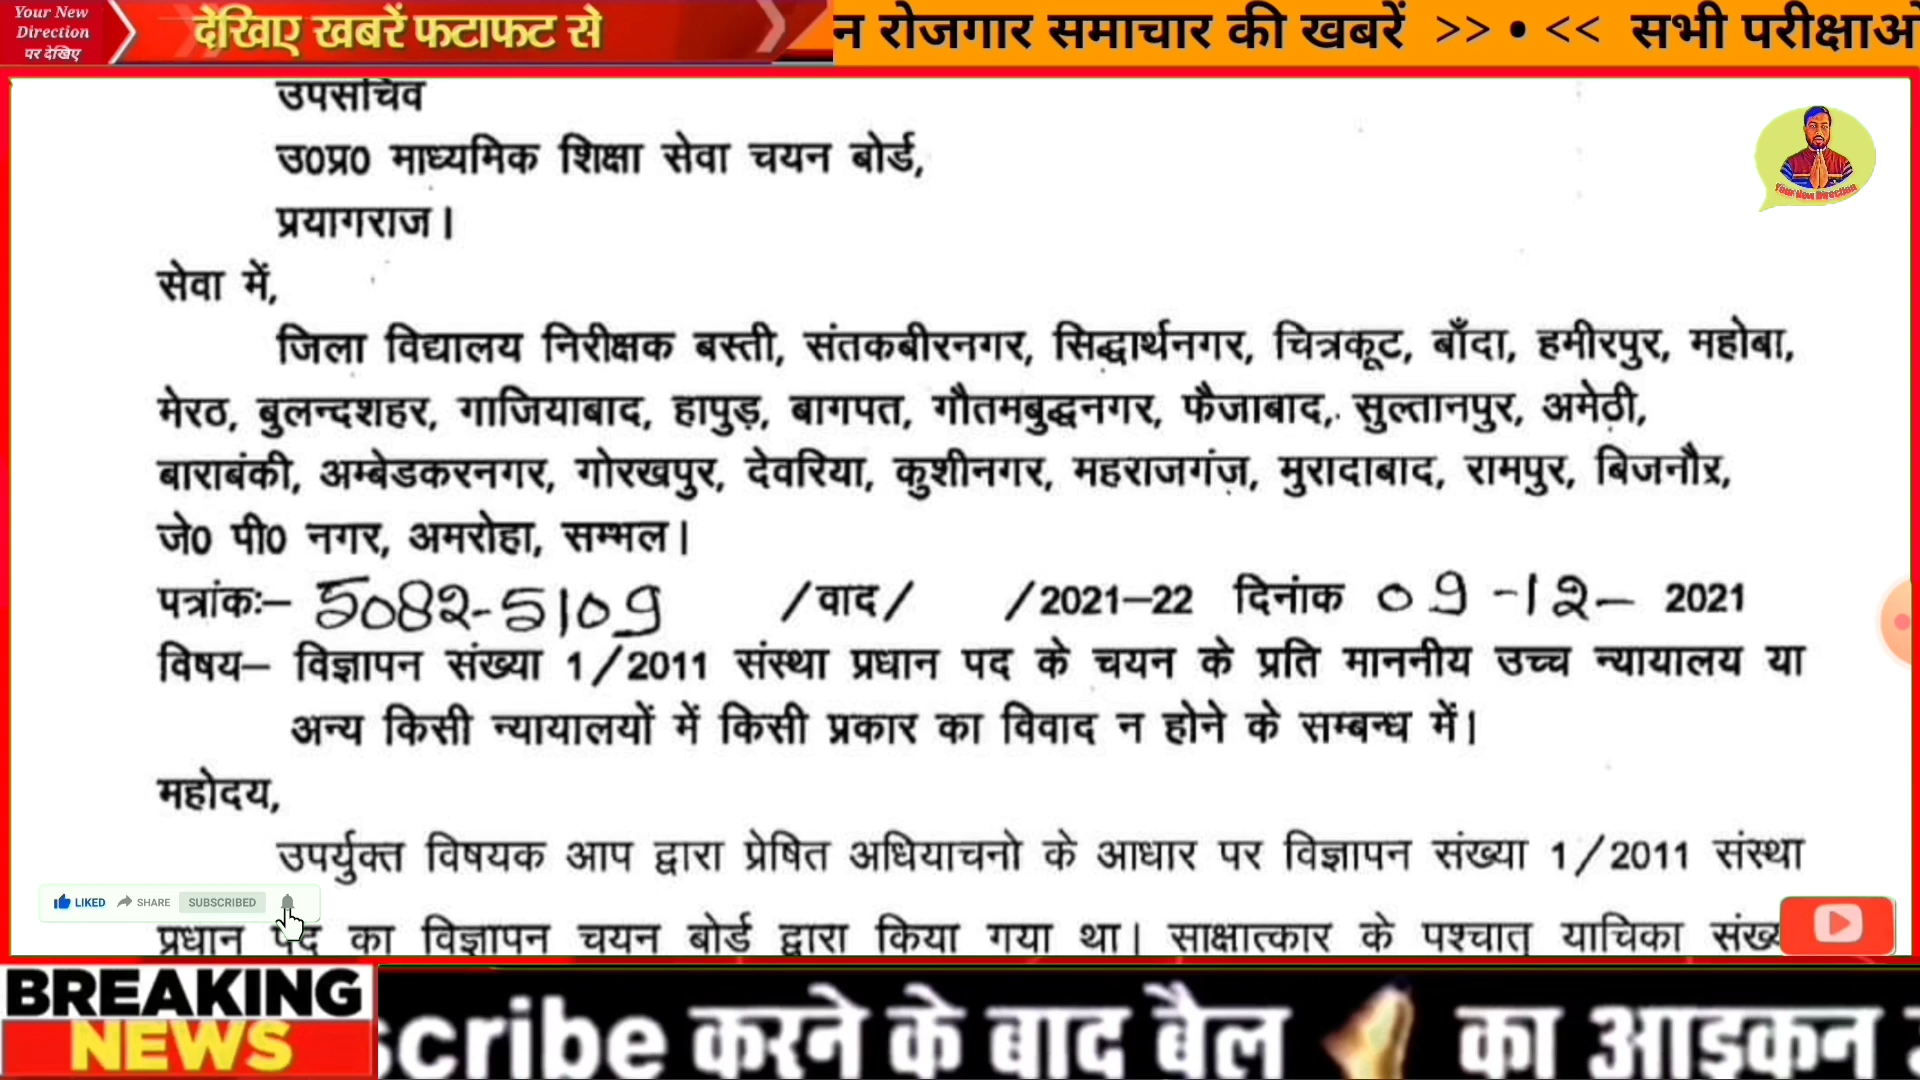 Your New
Direction
पर देखिए
देखिए खबरें फटाफट से
न रोजगार समाचार की खबरें >> • << सभी परीक्षाओ
उपसचिव
उ0प्र0 माध्यमिक शिक्षा सेवा चयन बोर्ड,
प्रयागराज।
Your New Direction
सेवा में,
जिला विद्यालय निरीक्षक बस्ती, संतकबीरनगर, सिद्धार्थनगर, चित्रकूट, बाँदा, हमीरपुर, महोबा,
मेरठ, बुलन्दशहर, गाजियाबाद, हापुड़, बागपत, गौतमबुद्धनगर, फैजाबाद, सुल्तानपुर, अमेठी,
बाराबंकी, अम्बेडकरनगर, गोरखपुर, देवरिया, कुशीनगर, महराजगंज, मुरादाबाद, रामपुर, बिजनौर,
जे0 पी0 नगर, अमरोहा, सम्भल।
पत्रांकः– 5082-5109 /वाद/ /2021–22 दिनांक 09-12– 2021
विषय– विज्ञापन संख्या 1/2011 संस्था प्रधान पद के चयन के प्रति माननीय उच्च न्यायालय या
अन्य किसी न्यायालयों में किसी प्रकार का विवाद न होने के सम्बन्ध में।
महोदय,
उपर्युक्त विषयक आप द्वारा प्रेषित अधियाचनो के आधार पर विज्ञापन संख्या 1/2011 संस्था
LIKED SHARE SUBSCRIBED
प्रधान पद का विज्ञापन चयन बोर्ड द्वारा किया गया था। साक्षात्कार के पश्चात् याचिका
BREAKING
NEWS
scribe करने के बाद बैल का आइकन